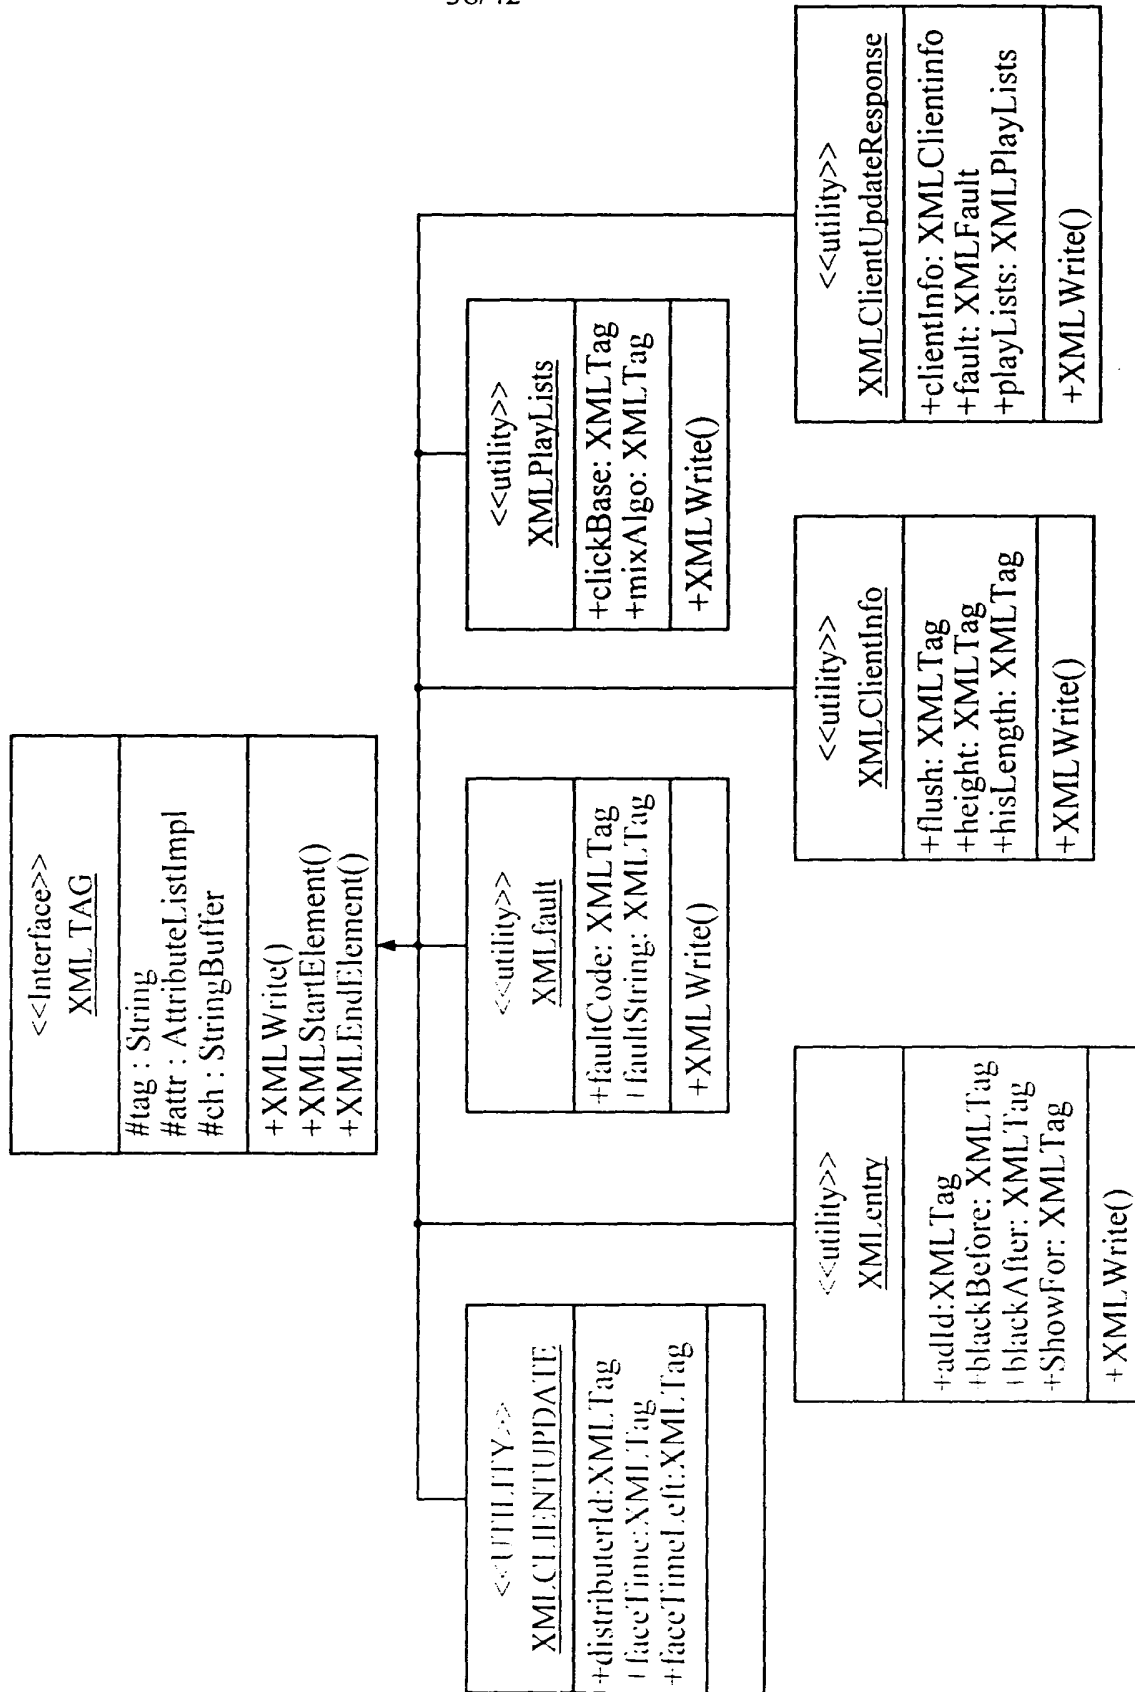 <<Interface>>
XML TAG
#tag : String
#attr : AttributeListImpl
#ch : StringBuffer
+XMLWrite()
+XMLStartElement()
+XMLEndElement()
<<UTILITY>>
XMLCLIENTUPDATE
+distributerId:XMLTag
+faceTime:XMLTag
+faceTimeLeft:XMLTag
<<utility>>
XMLfault
+faultCode: XMLTag
+faultString: XMLTag
+XMLWrite()
<<utility>>
XMLPlayLists
+clickBase: XMLTag
+mixAlgo: XMLTag
+XMLWrite()
<<utility>>
XMLentry
+adId:XMLTag
+blackBefore: XMLTag
+blackAfter: XMLTag
+ShowFor: XMLTag
+XMLWrite()
<<utility>>
XMLClientInfo
+flush: XMLTag
+height: XMLTag
+hisLength: XMLTag
+XMLWrite()
<<utility>>
XMLClientUpdateResponse
+clientInfo: XMLClientinfo
+fault: XMLFault
+playLists: XMLPlayLists
+XMLWrite()